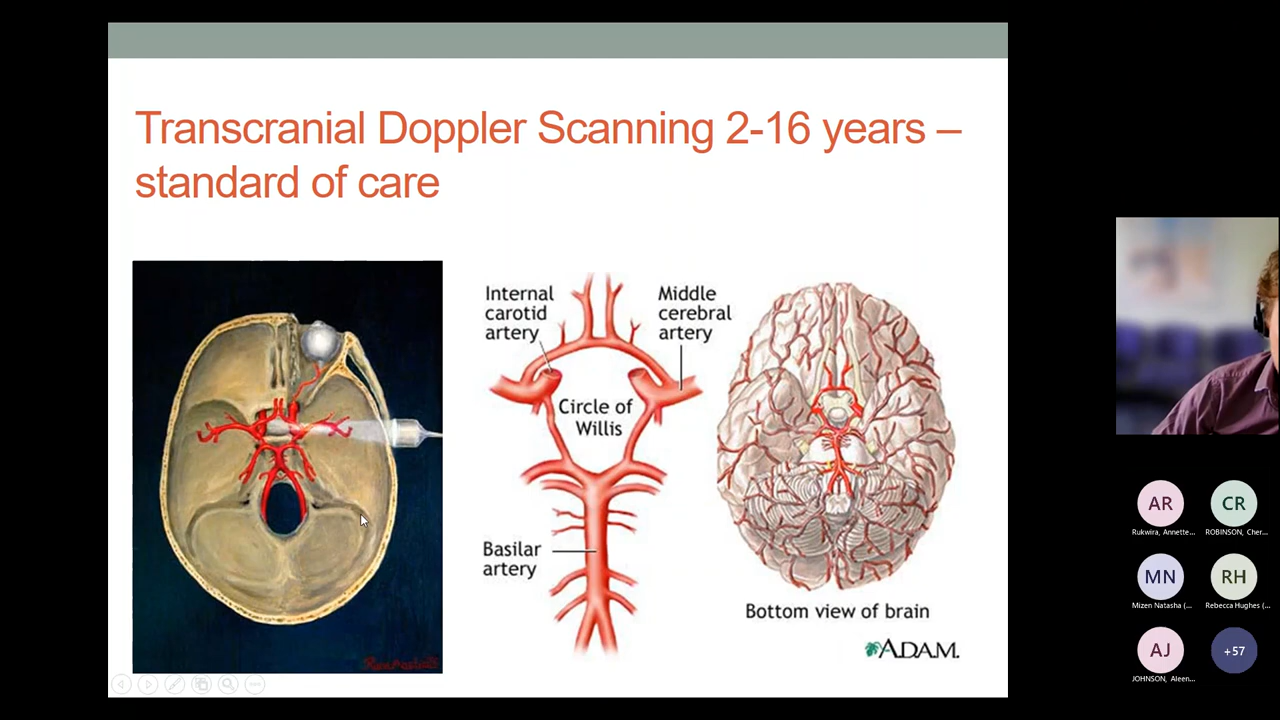 Transcranial Doppler Scanning 2-16 years –
standard of care
Internal
carotid
artery
Middle
cerebral
artery
Circle of
Willis
Basilar
artery
Bottom view of brain
ADAM.
AR
CR
Rukwira, Annette...
ROBINSON, Cher...
MN
RH
Mizen Natasha (...
Rebecca Hughes (...
AJ
+57
JOHNSON, Aleen...